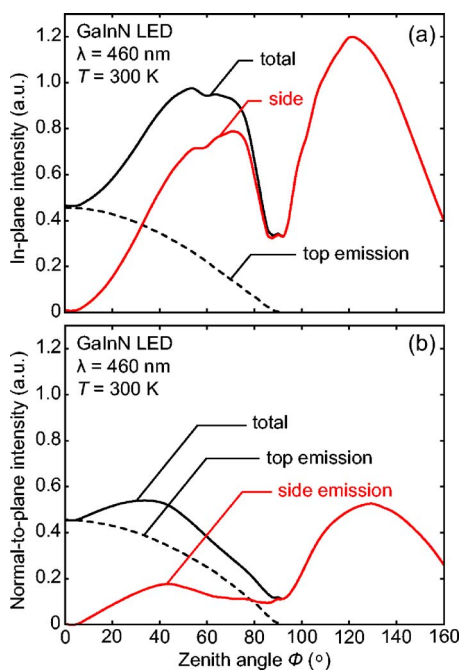 GaInN LED
λ = 460 nm
T = 300 K
(a)
total
side
top emission
In-plane intensity (a.u.)
1.2
1.0
0.8
0.6
0.4
0.2
0
GaInN LED
λ = 460 nm
T = 300 K
(b)
total
top emission
side emission
Normal-to-plane intensity (a.u.)
1.2
1.0
0.8
0.6
0.4
0.2
0
0 20 40 60 80 100 120 140 160
Zenith angle Φ (°)